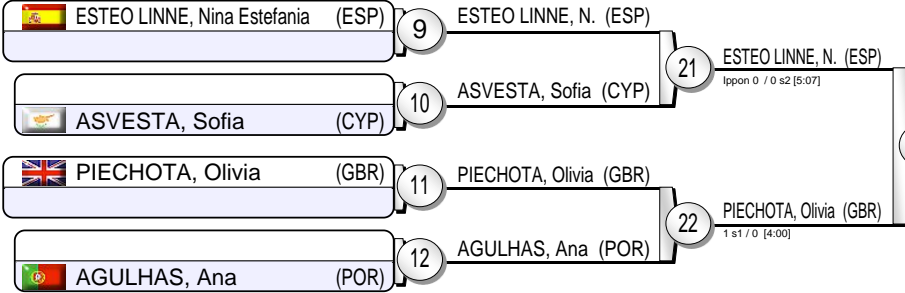 ESTEO LINNE, Nina Estefania (ESP)
9
ESTEO LINNE, N. (ESP)
21
ESTEO LINNE, N. (ESP)
Ippon 0 / 0 s2 [5:07]
10
ASVESTA, Sofia (CYP)
ASVESTA, Sofia (CYP)
PIECHOTA, Olivia (GBR)
11
PIECHOTA, Olivia (GBR)
22
PIECHOTA, Olivia (GBR)
1 s1 / 0 [4:00]
12
AGULHAS, Ana (POR)
AGULHAS, Ana (POR)